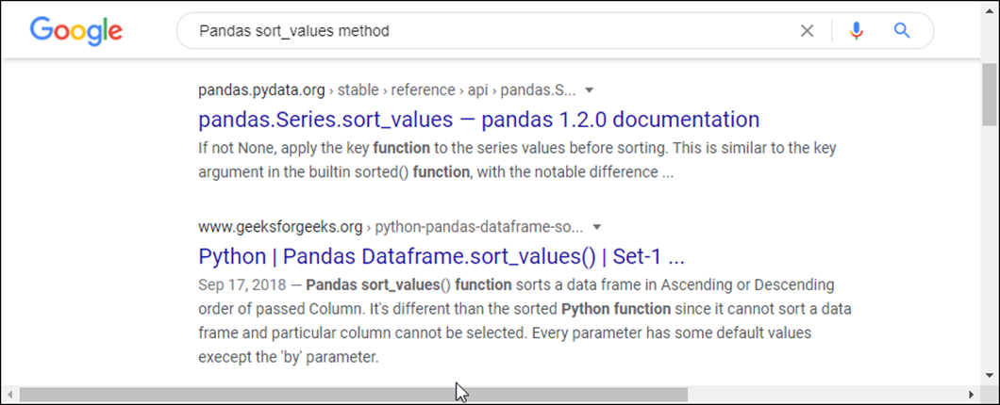 Google
Pandas sort_values method
pandas.pydata.org › stable › reference › api › pandas.S...
pandas.Series.sort_values — pandas 1.2.0 documentation
If not None, apply the key function to the series values before sorting. This is similar to the key
argument in the builtin sorted() function, with the notable difference ...
www.geeksforgeeks.org › python-pandas-dataframe-so...
Python | Pandas Dataframe.sort_values() | Set-1 ...
Sep 17, 2018 — Pandas sort_values() function sorts a data frame in Ascending or Descending
order of passed Column. It's different than the sorted Python function since it cannot sort a data
frame and particular column cannot be selected. Every parameter has some default values
execept the 'by' parameter.